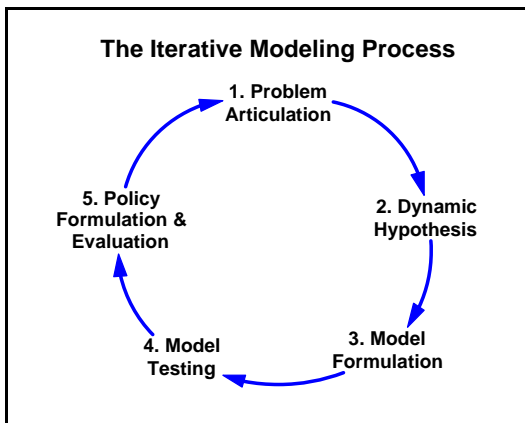 The Iterative Modeling Process
1. Problem
Articulation
2. Dynamic
Hypothesis
3. Model
Formulation
4. Model
Testing
5. Policy
Formulation &
Evaluation